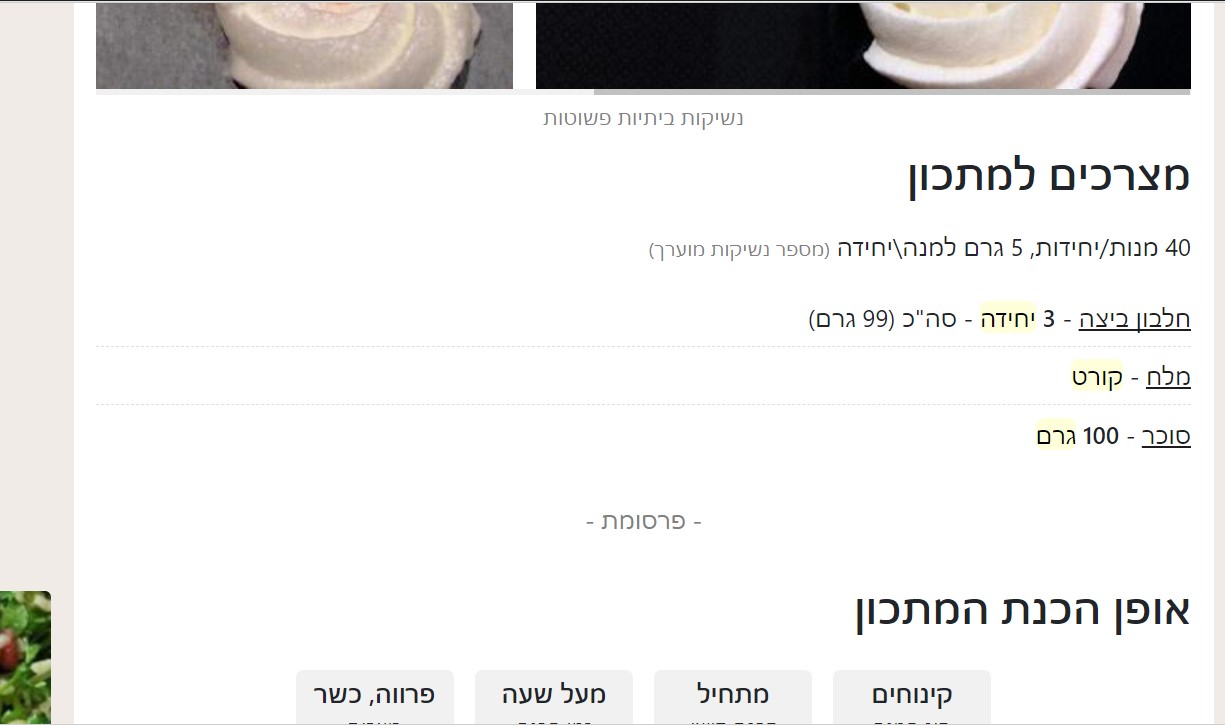 נשיקות ביתיות פשוטות
מצרכים למתכון
40 מנות/יחידות, 5 גרם למנה\יחידה (מספר נשיקות מוערך)
חלבון ביצה - 3 יחידה - סה"כ (99 גרם)
מלח - קורט
סוכר - 100 גרם
- פרסומת -
אופן הכנת המתכון
קינוחים מתחיל מעל שעה פרווה, כשר